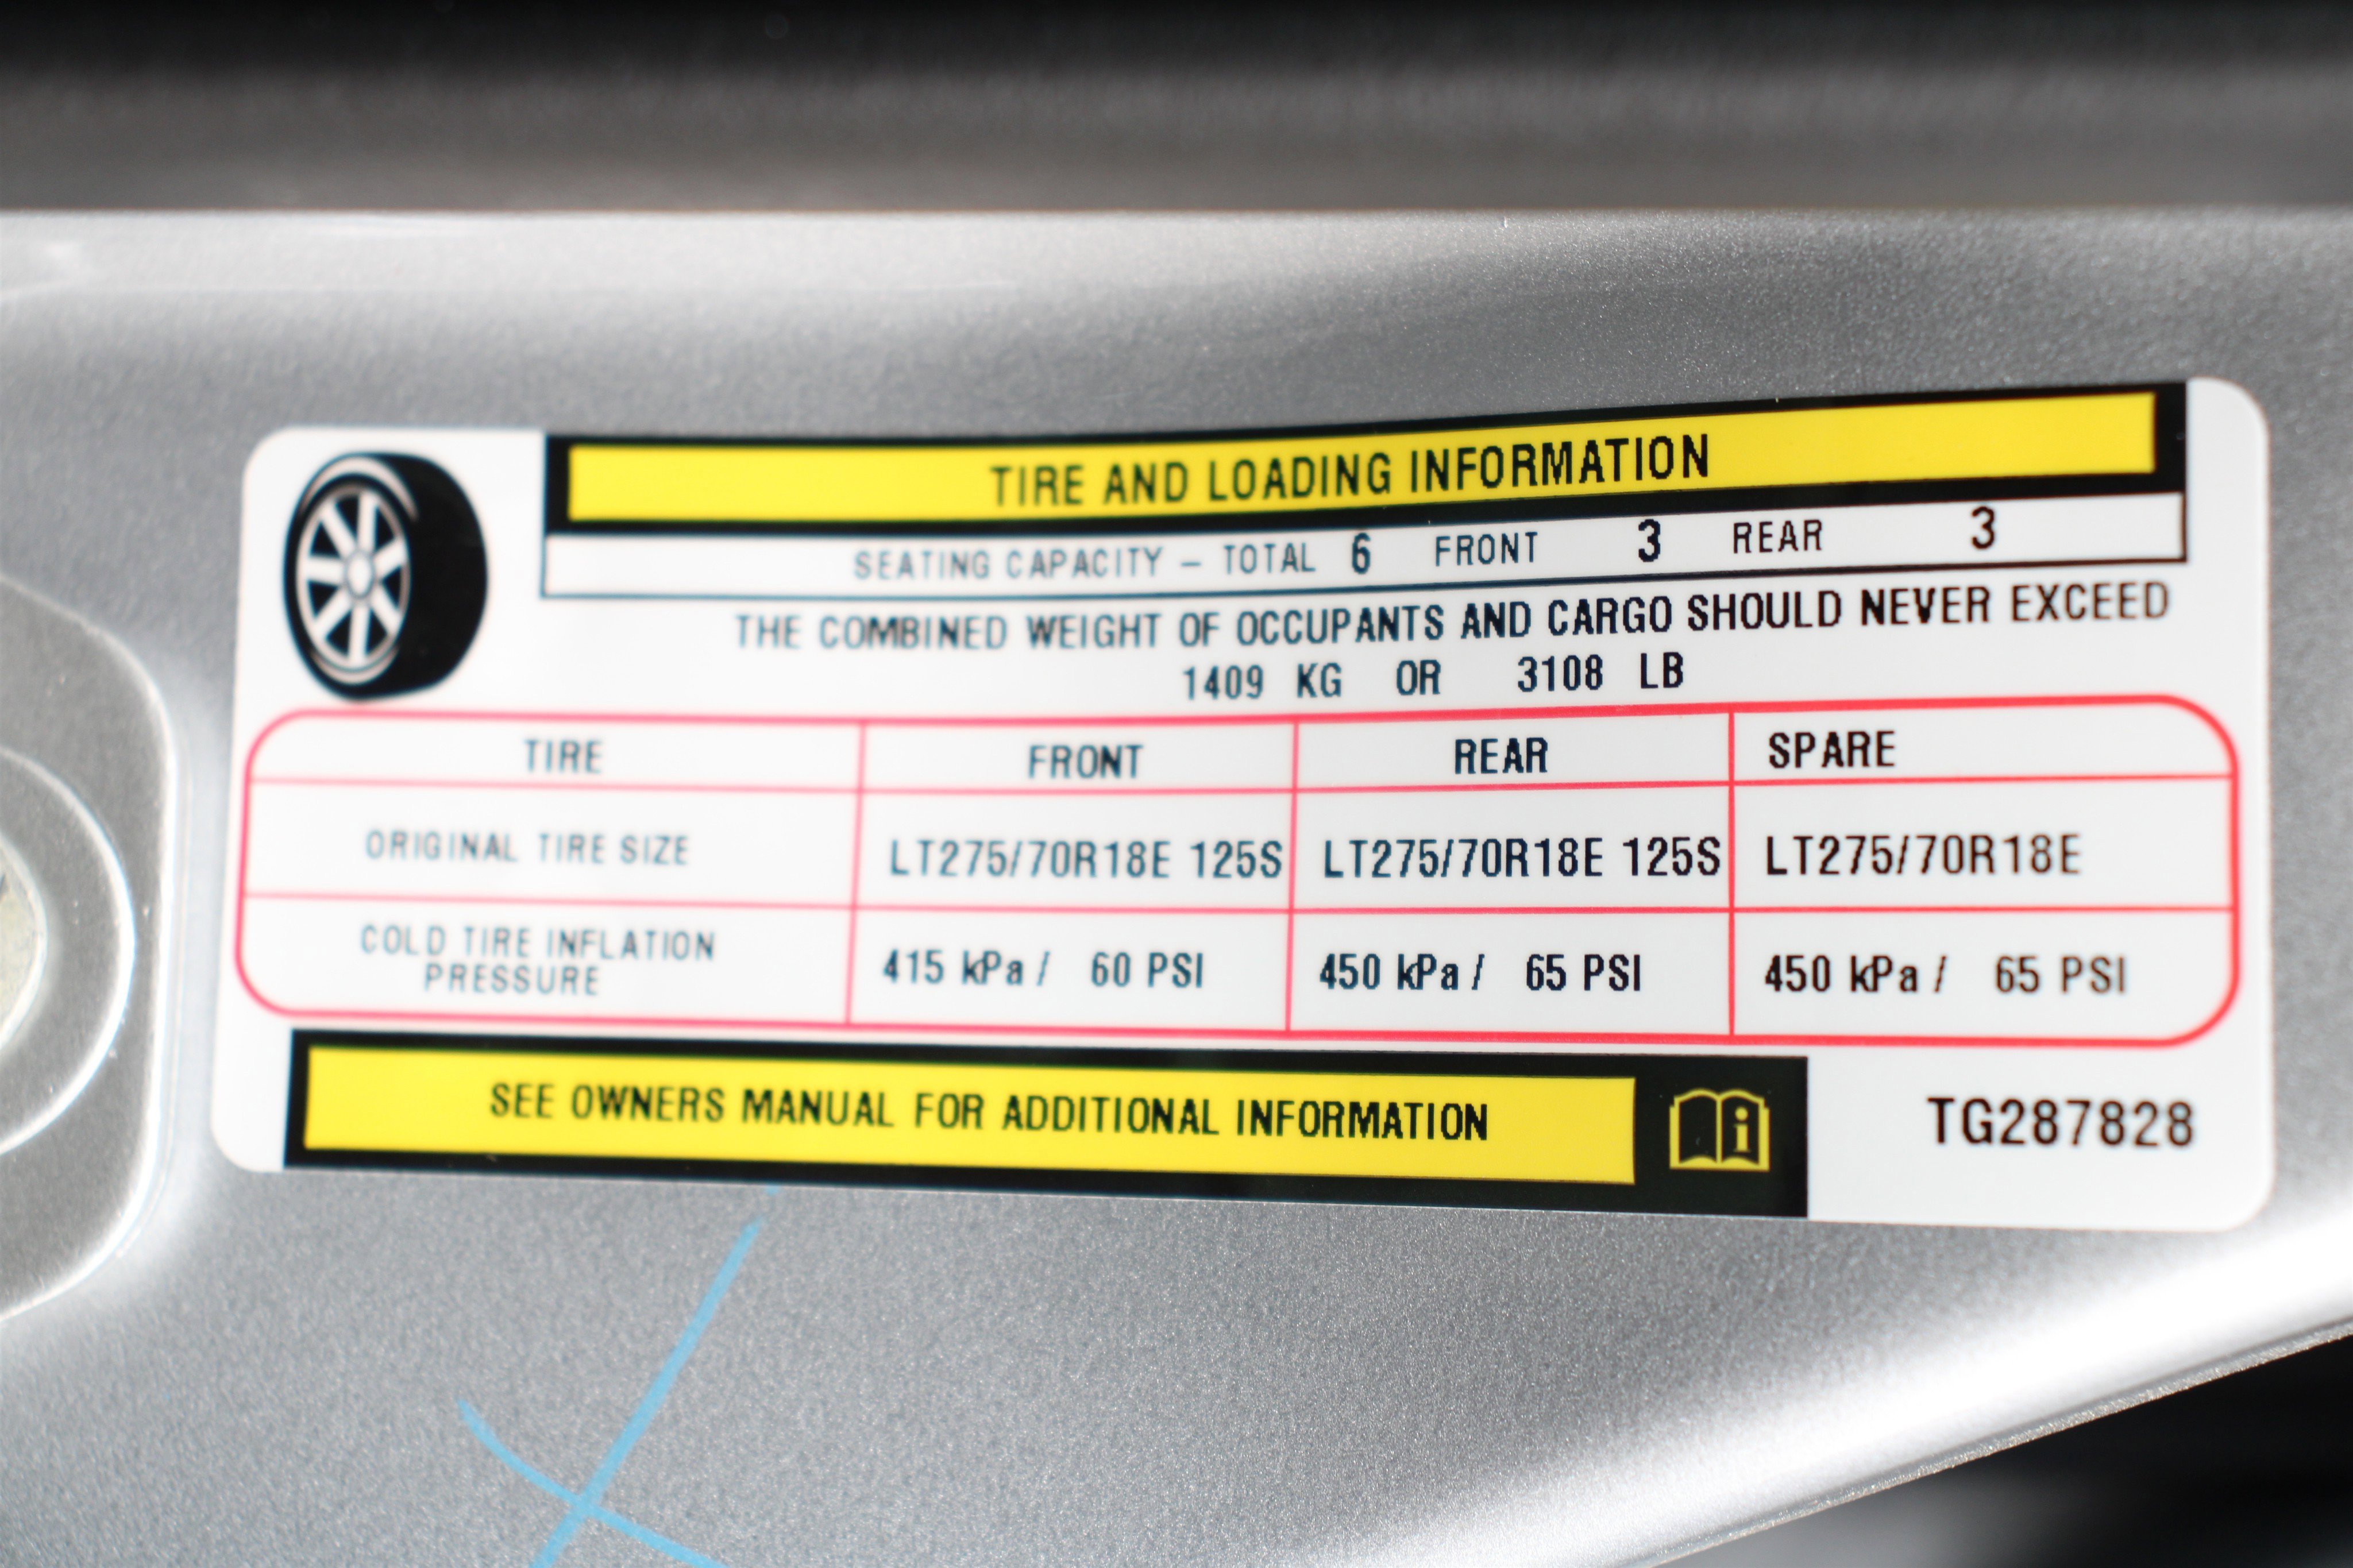 TIRE AND LOADING INFORMATION
SEATING CAPACITY – TOTAL 6 FRONT 3 REAR 3
THE COMBINED WEIGHT OF OCCUPANTS AND CARGO SHOULD NEVER EXCEED
1409 KG OR 3108 LB
TIRE FRONT REAR SPARE
ORIGINAL TIRE SIZE LT275/70R18E 125S LT275/70R18E 125S LT275/70R18E
COLD TIRE INFLATION
PRESSURE 415 kPa / 60 PSI 450 kPa / 65 PSI 450 kPa / 65 PSI
SEE OWNERS MANUAL FOR ADDITIONAL INFORMATION
TG287828